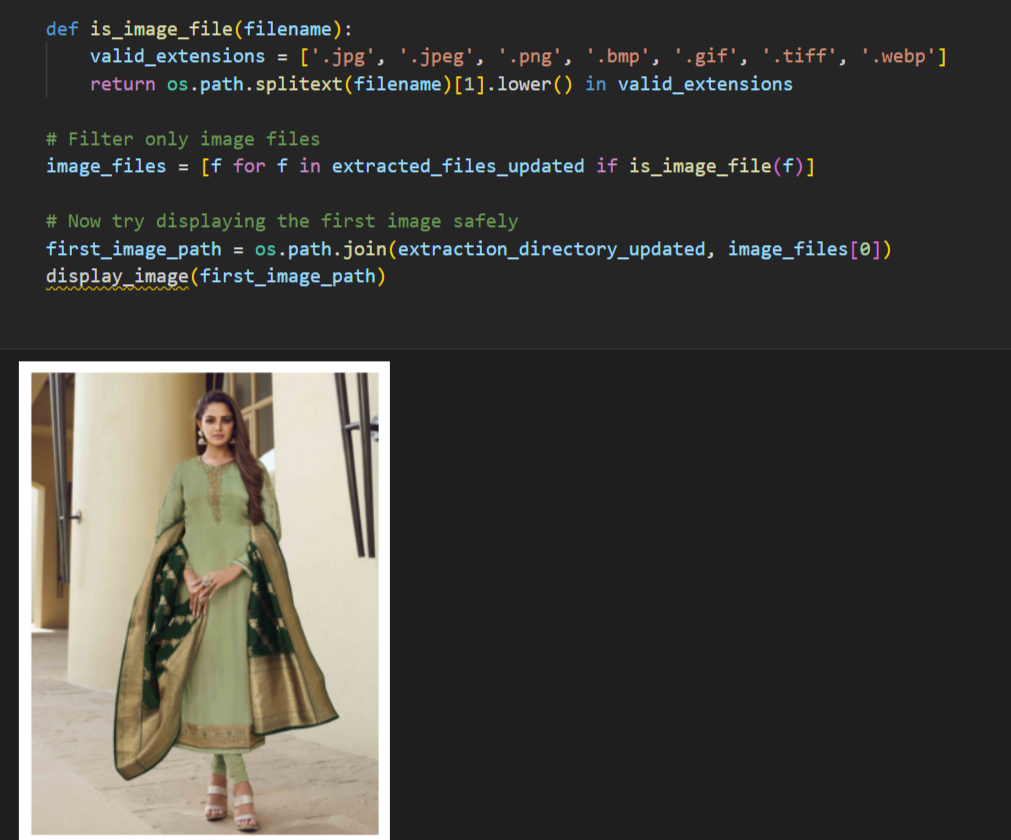 def is_image_file(filename):
    valid_extensions = ['.jpg', '.jpeg', '.png', '.bmp', '.gif', '.tiff', '.webp']
    return os.path.splitext(filename)[1].lower() in valid_extensions
# Filter only image files
image_files = [f for f in extracted_files_updated if is_image_file(f)]
# Now try displaying the first image safely
first_image_path = os.path.join(extraction_directory_updated, image_files[0])
display_image(first_image_path)